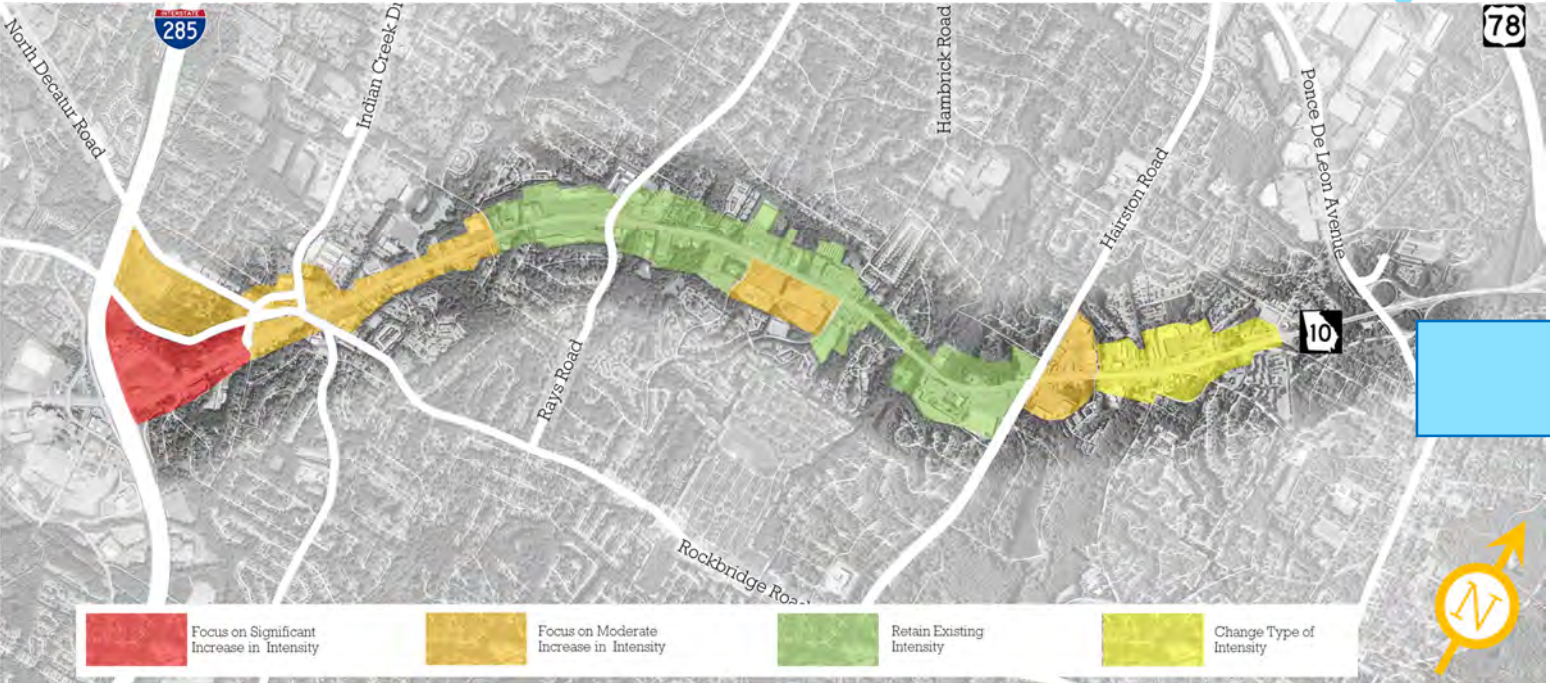 INTERSTATE
285
78
North Decatur Road
Indian Creek Dr
Hambrick Road
Ponce De Leon Avenue
Hairston Road
10
Rays Road
Rockbridge Road
N
Focus on Significant
Increase in Intensity
Focus on Moderate
Increase in Intensity
Retain Existing
Intensity
Change Type of
Intensity